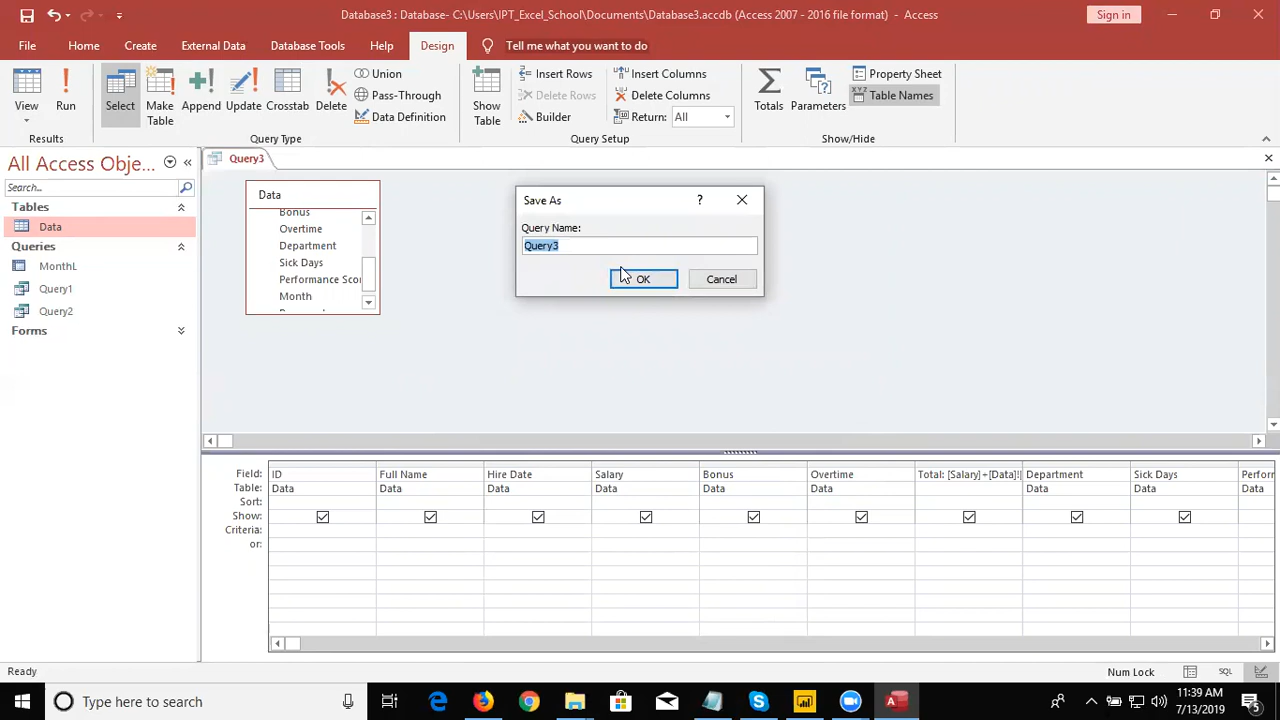 Database3 : Database- C:\Users\IPT_Excel_School\Documents\Database3.accdb (Access 2007 - 2016 file format) - Access
Sign in
File
Home
Create
External Data
Database Tools
Help
Design
Tell me what you want to do
View
Run
Results
Select
Make Table
Append
Update
Crosstab
Delete
Union
Pass-Through
Data Definition
Query Type
Show Table
Insert Rows
Delete Rows
Builder
Insert Columns
Delete Columns
Return: All
Query Setup
Totals
Parameters
Property Sheet
XYZ Table Names
Show/Hide
All Access Obje...
Search...
Tables
Data
Queries
MonthL
Query1
Query2
Forms
Query3
Data
Bonus
Overtime
Department
Sick Days
Performance Scor
Month
Save As
?
Query Name:
Query3
OK
Cancel
Field: ID Full Name Hire Date Salary Bonus Overtime Total: [Salary]+[Data]![ Department Sick Days Perforr
Table: Data Data Data Data Data Data Data Data Data
Sort:
Show:
Criteria:
or:
Ready
Num Lock
SQL
Type here to search
11:39 AM
7/13/2019
5